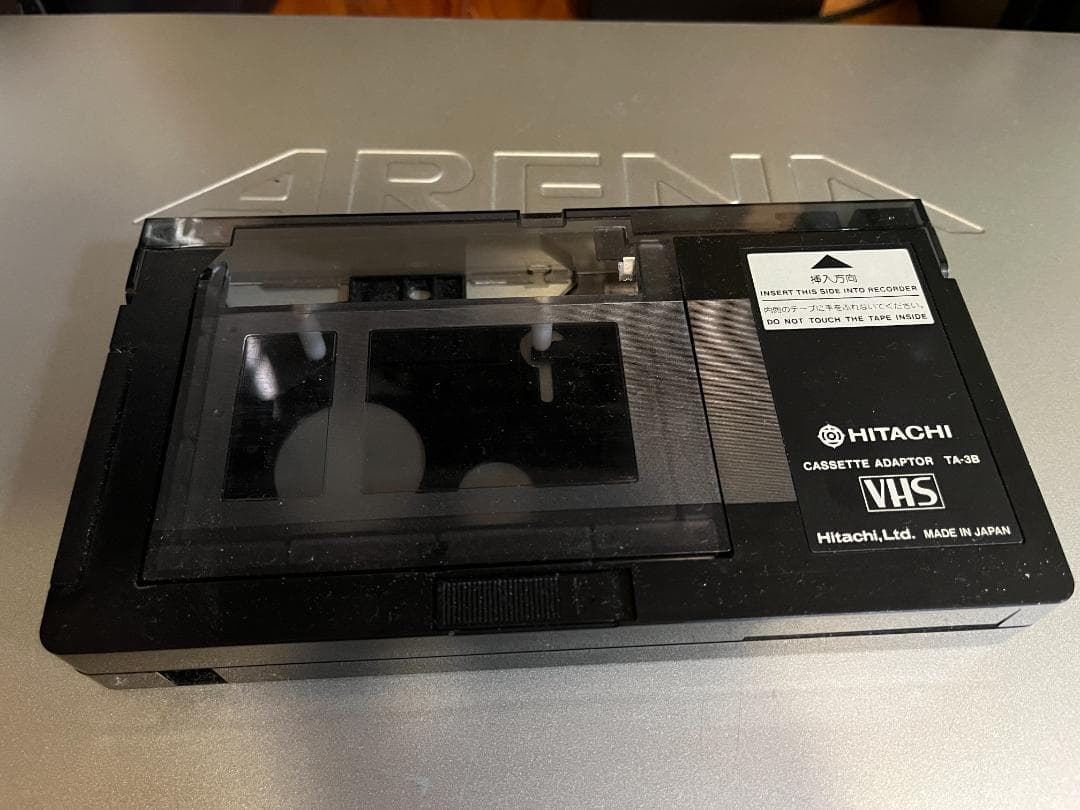 ARENA
挿入方向
INSERT THIS SIDE INTO RECORDER
内側のテープに手をふれないでください。
DO NOT TOUCH THE TAPE INSIDE
HITACHI
CASSETTE ADAPTOR TA-3B
VHS
Hitachi,Ltd. MADE IN JAPAN